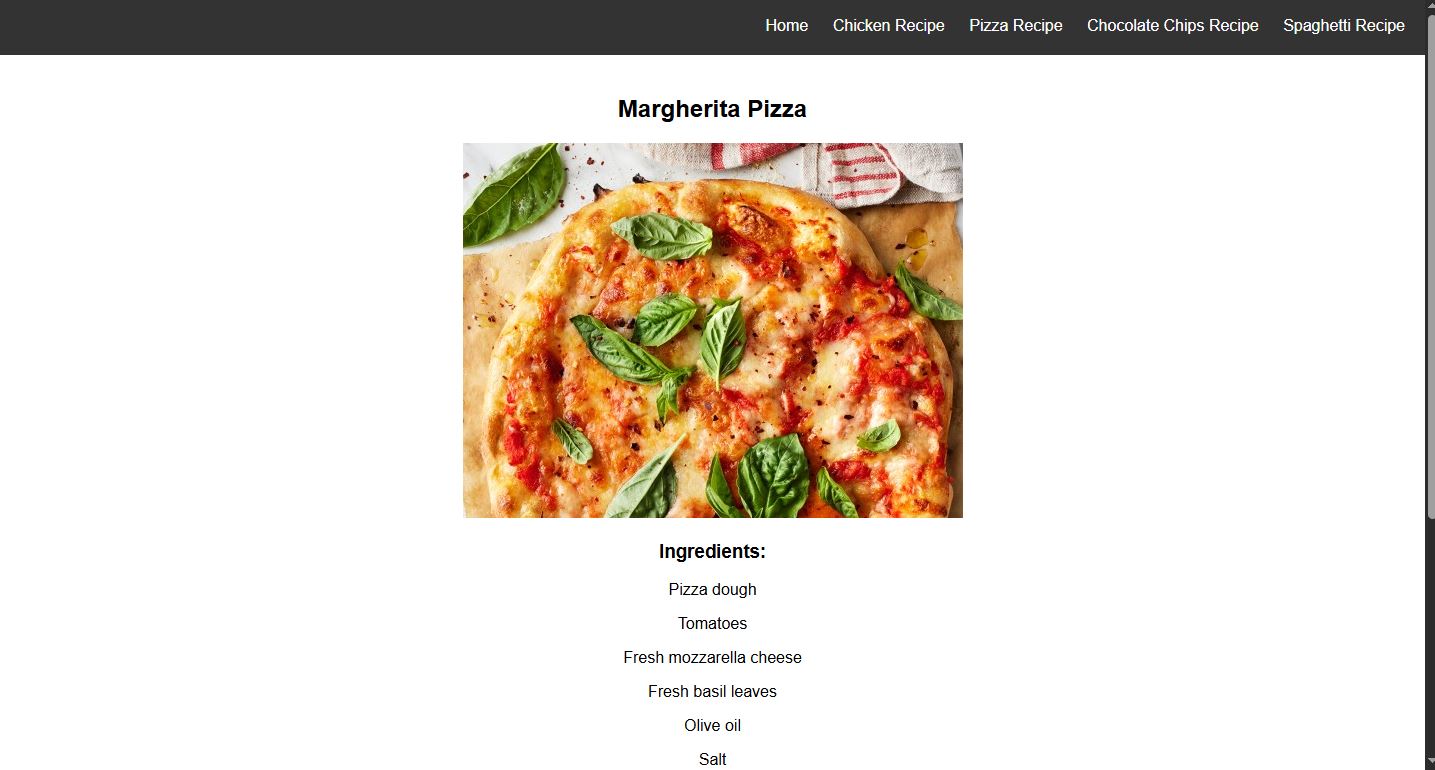 Home Chicken Recipe Pizza Recipe Chocolate Chips Recipe Spaghetti Recipe
Margherita Pizza
Ingredients:
Pizza dough
Tomatoes
Fresh mozzarella cheese
Fresh basil leaves
Olive oil
Salt